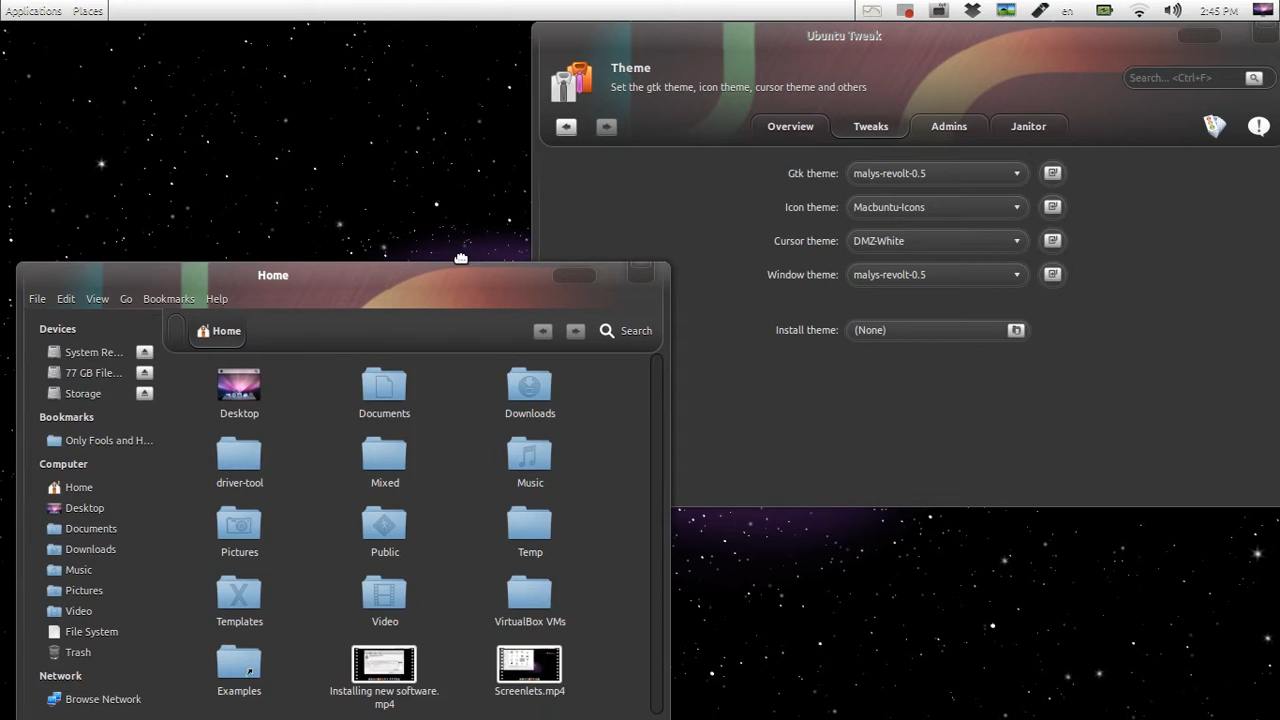 Applications Places
en
2:45 PM
Ubuntu Tweak
Theme
Set the gtk theme, icon theme, cursor theme and others
Search... <Ctrl+F>
Overview
Tweaks
Admins
Janitor
Gtk theme: malys-revolt-0.5
Icon theme: Macbuntu-Icons
Cursor theme: DMZ-White
Window theme: malys-revolt-0.5
Install theme: (None)
Home
File Edit View Go Bookmarks Help
Home
Search
Devices
System Re...
77 GB File...
Storage
Bookmarks
Only Fools and H...
Computer
Home
Desktop
Documents
Downloads
Music
Pictures
Video
File System
Trash
Network
Browse Network
Desktop
Documents
Downloads
driver-tool
Mixed
Music
Pictures
Public
Temp
Templates
Video
VirtualBox VMs
Examples
Installing new software.
mp4
Screenlets.mp4